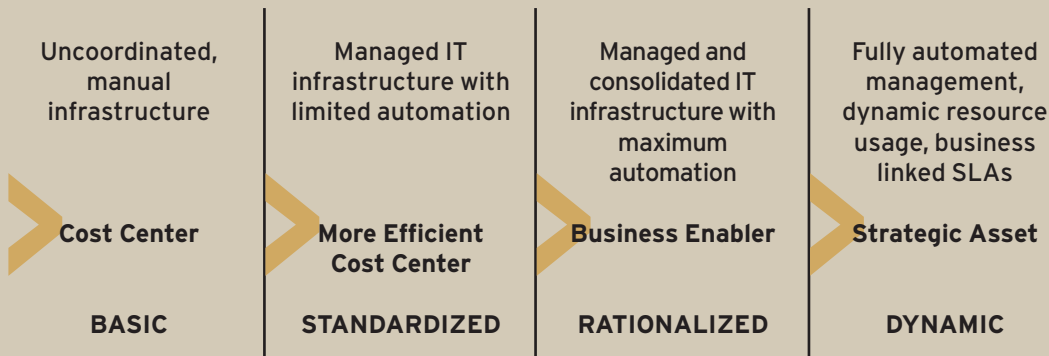 Uncoordinated,
manual
infrastructure
Cost Center
BASIC
Managed IT
infrastructure with
limited automation
More Efficient
Cost Center
STANDARDIZED
Managed and
consolidated IT
infrastructure with
maximum
automation
Business Enabler
RATIONALIZED
Fully automated
management,
dynamic resource
usage, business
linked SLAs
Strategic Asset
DYNAMIC